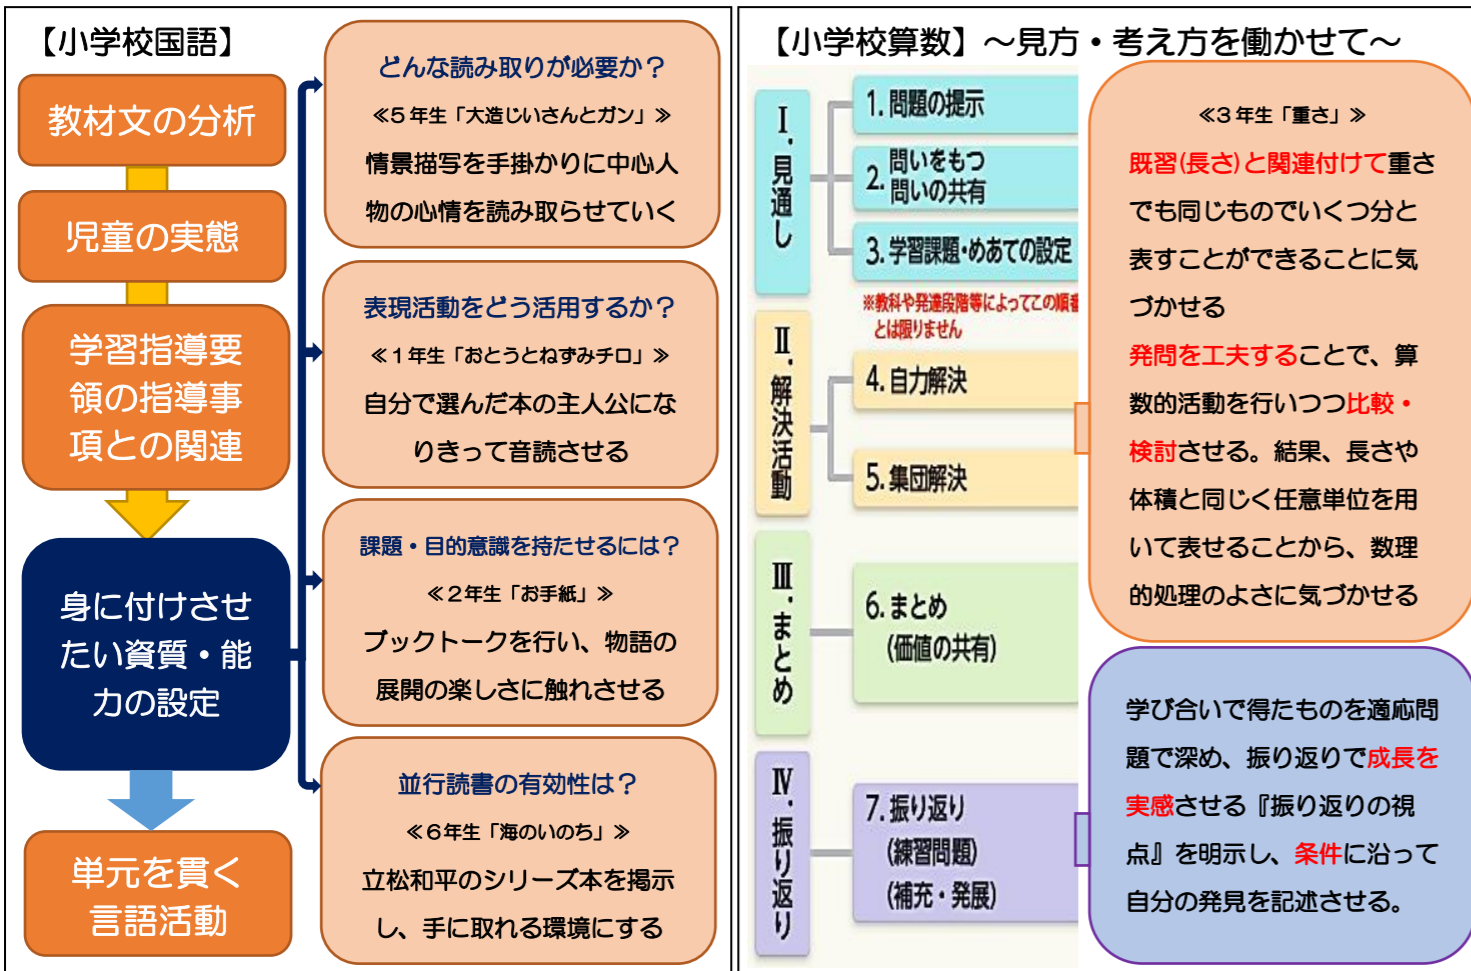 【小学校国語】
教材文の分析
児童の実態
学習指導要
領の指導事
項との関連
身に付けさせ
たい資質・能
力の設定
単元を貫く
言語活動
どんな読み取りが必要か？
≪5年生「大造じいさんとガン」≫
情景描写を手掛かりに中心人
物の心情を読み取らせていく
表現活動をどう活用するか？
≪1年生「おとうとねずみチロ」≫
自分で選んだ本の主人公にな
りきって音読させる
課題・目的意識を持たせるには？
≪2年生「お手紙」≫
ブックトークを行い、物語の
展開の楽しさに触れさせる
並行読書の有効性は？
≪6年生「海のいのち」≫
立松和平のシリーズ本を掲示
し、手に取れる環境にする
【小学校算数】～見方・考え方を働かせて～
Ⅰ．見通し
1. 問題の提示
2. 問いをもつ
問いの共有
3. 学習課題・めあての設定
※教科や発達段階等によってこの順番
とは限りません
Ⅱ．解決活動
4. 自力解決
5. 集団解決
Ⅲ．まとめ
6. まとめ
(価値の共有)
Ⅳ．振り返り
7. 振り返り
(練習問題)
(補充・発展)
≪3年生「重さ」≫
既習(長さ)と関連付けて重さ
でも同じものでいくつ分と
表すことができることに気
づかせる
発問を工夫することで、算
数的活動を行いつつ比較・
検討させる。結果、長さや
体積と同じく任意単位を用
いて表せることから、数理
的処理のよさに気づかせる
学び合いで得たものを適応問
題で深め、振り返りで成長を
実感させる『振り返りの視
点』を明示し、条件に沿って
自分の発見を記述させる。